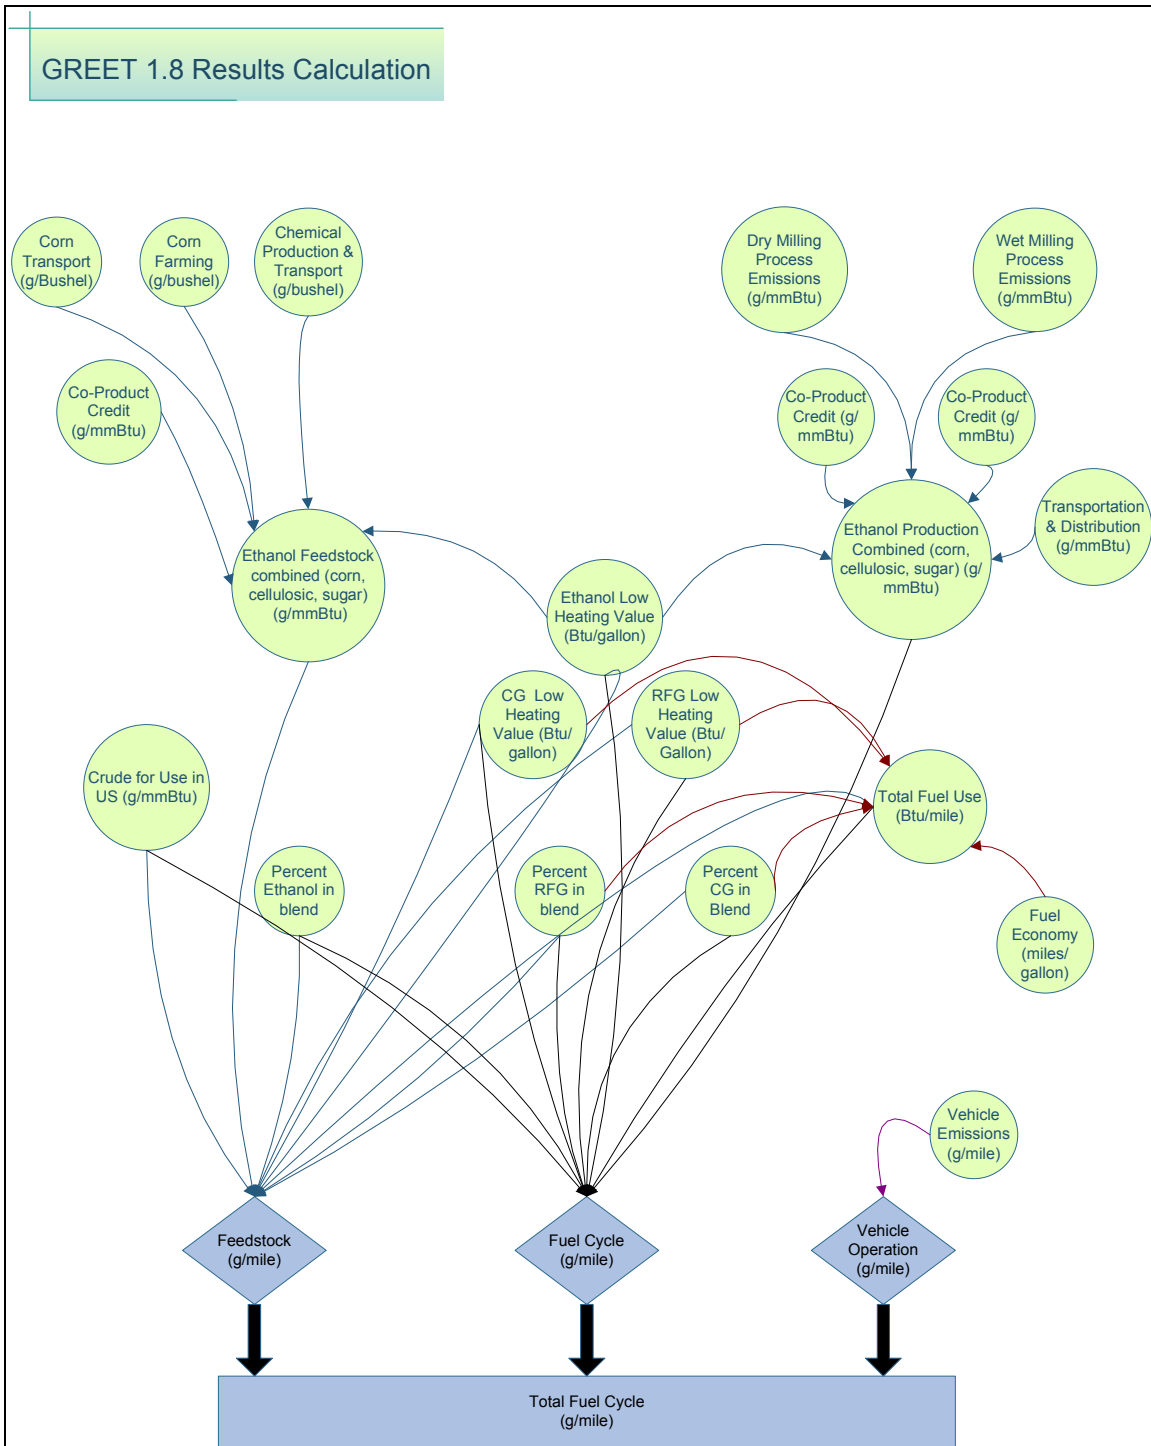 GREET 1.8 Results Calculation
Corn
Transport
(g/Bushel)
Corn
Farming
(g/bushel)
Chemical
Production &
Transport
(g/bushel)
Dry Milling
Process
Emissions
(g/mmBtu)
Wet Milling
Process
Emissions
(g/mmBtu)
Co-Product
Credit
(g/mmBtu)
Co-Product
Credit (g/
mmBtu)
Co-Product
Credit (g/
mmBtu)
Ethanol Feedstock
combined (corn,
cellulosic, sugar)
(g/mmBtu)
Ethanol Low
Heating Value
(Btu/gallon)
Ethanol Production
Combined (corn,
cellulosic, sugar) (g/
mmBtu)
Transportation
& Distribution
(g/mmBtu)
CG Low
Heating
Value (Btu/
gallon)
RFG Low
Heating
Value (Btu/
Gallon)
Crude for Use in
US (g/mmBtu)
Total Fuel Use
(Btu/mile)
Percent
Ethanol in
blend
Percent
RFG in
blend
Percent
CG in
Blend
Fuel
Economy
(miles/
gallon)
Vehicle
Emissions
(g/mile)
Feedstock
(g/mile)
Fuel Cycle
(g/mile)
Vehicle
Operation
(g/mile)
Total Fuel Cycle
(g/mile)